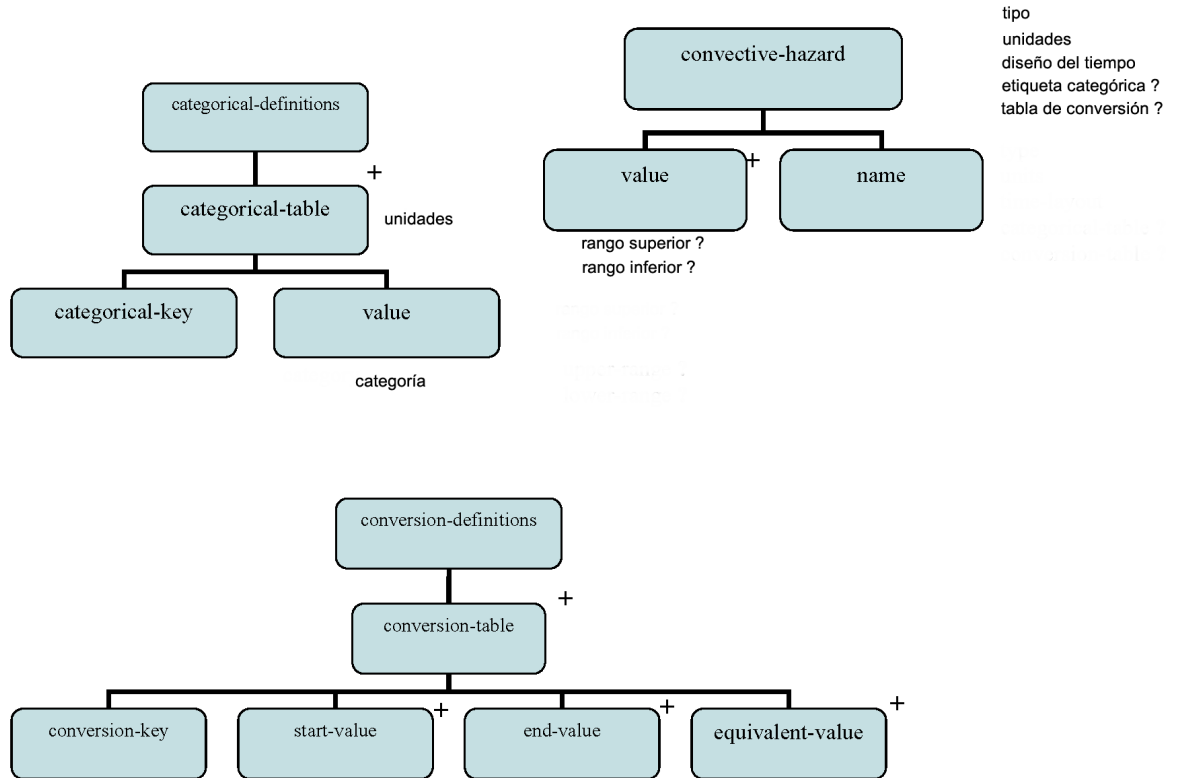 categorical-definitions
+
categorical-table
unidades
categorical-key
value
categoría
convective-hazard
tipo
unidades
diseño del tiempo
etiqueta categórica ?
tabla de conversión ?
value
+
name
rango superior ?
rango inferior ?
conversion-definitions
+
conversion-table
conversion-key
start-value
+
end-value
+
equivalent-value
+